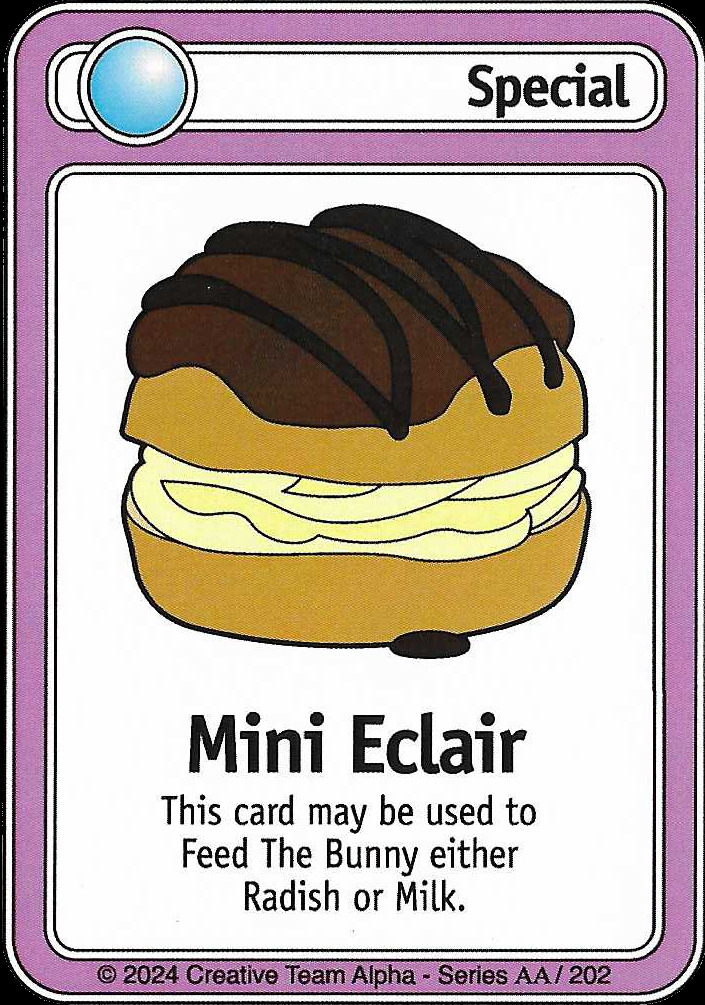 Special
Mini Eclair
This card may be used to
Feed The Bunny either
Radish or Milk.
© 2024 Creative Team Alpha - Series AA / 202